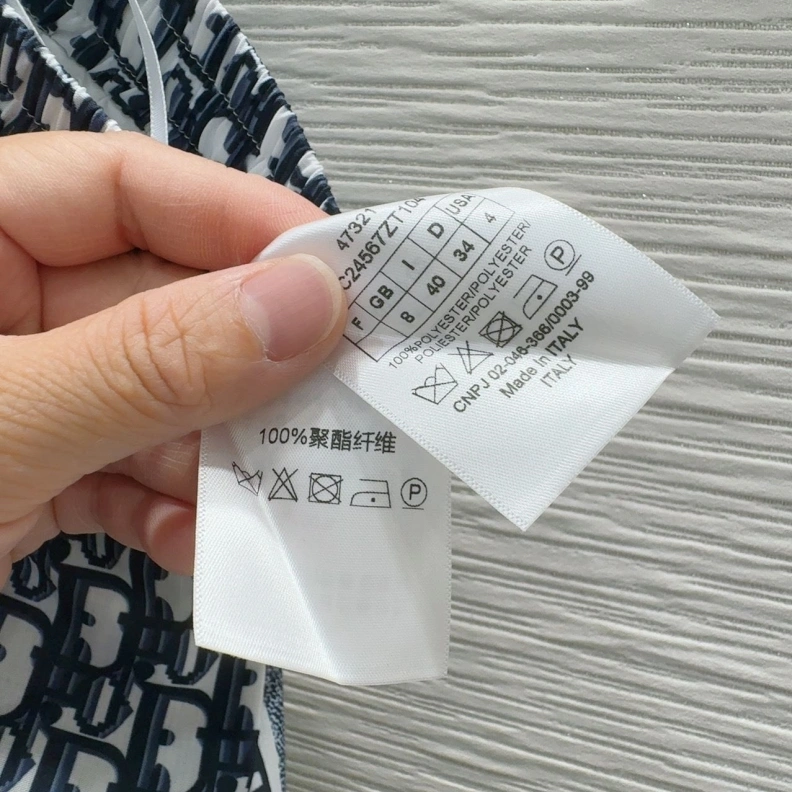 47321
C24567ZT104
F GB I D USA
8 40 34 4
100%POLYESTER/POLYESTER/
POLIESTER/POLYESTER
P
CNPJ 02-046-366/0003-99
Made In ITALY
ITALY
100%聚酯纤维
P